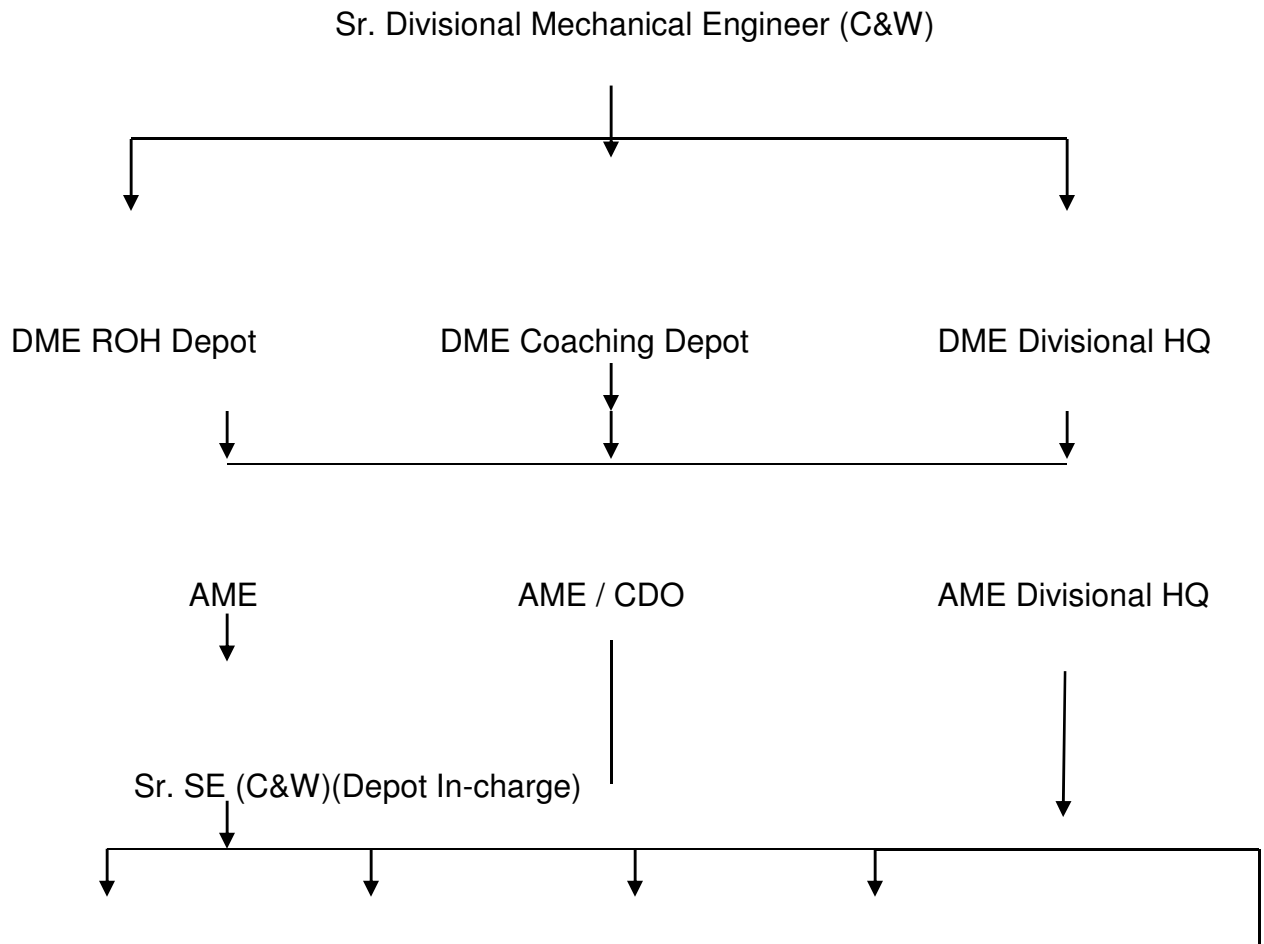 Sr. Divisional Mechanical Engineer (C&W)
DME ROH Depot DME Coaching Depot DME Divisional HQ
AME AME / CDO AME Divisional HQ
Sr. SE (C&W)(Depot In-charge)